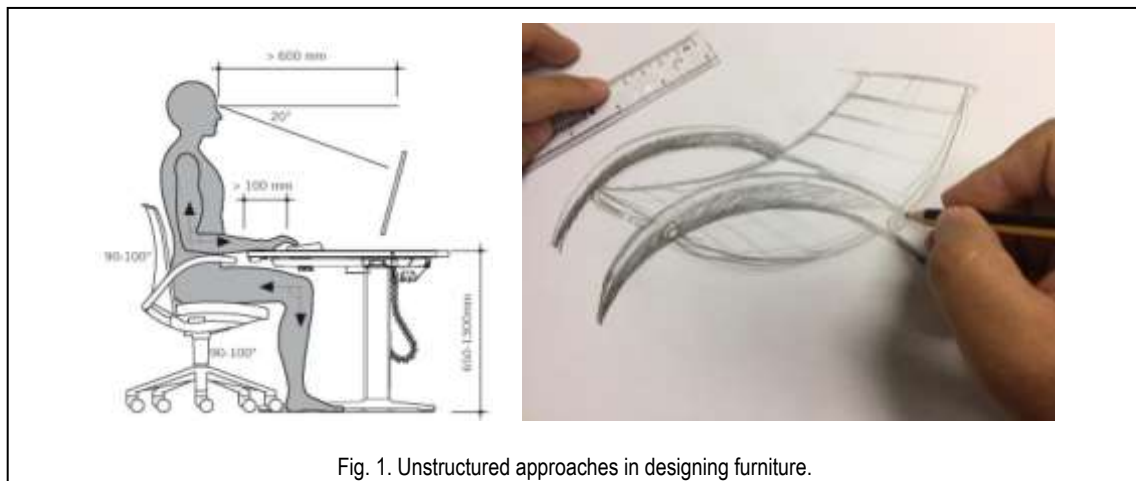 > 600 mm
20°
> 100 mm
90-100°
90-100°
650-1300mm
Fig. 1. Unstructured approaches in designing furniture.